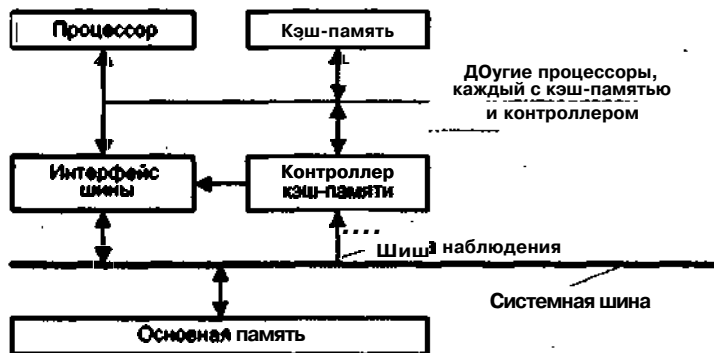 Процессор
Кэш-память
ДОугие процессоры,
каждый с кэш-памятью
и контроллером
Интерфейс
шины
Контроллер
кэш-памяти
Шиш наблюдения
Системная шина
Основная память